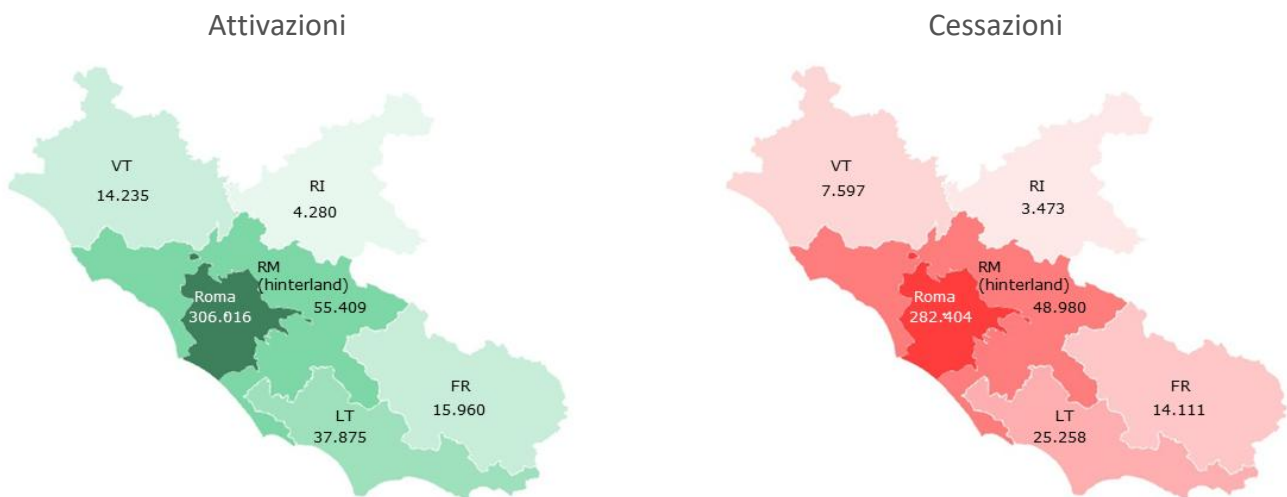 Attivazioni
VT
14.235
RI
4.280
RM
(hinterland)
55.409
Roma
306.016
FR
15.960
LT
37.875
Cessazioni
VT
7.597
RI
3.473
RM
(hinterland)
48.980
Roma
282.404
FR
14.111
LT
25.258